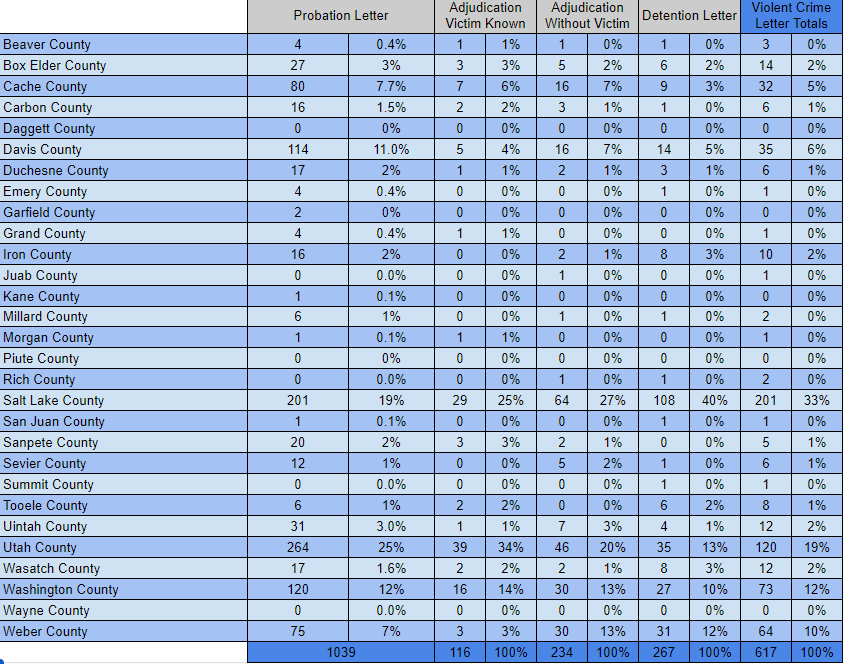 Probation Letter Adjudication Victim Known Adjudication Without Victim Detention Letter Violent Crime Letter Totals
Beaver County 4 0.4% 1 1% 1 0% 1 0% 3 0%
Box Elder County 27 3% 3 3% 5 2% 6 2% 14 2%
Cache County 80 7.7% 7 6% 16 7% 9 3% 32 5%
Carbon County 16 1.5% 2 2% 3 1% 1 0% 6 1%
Daggett County 0 0% 0 0% 0 0% 0 0% 0 0%
Davis County 114 11.0% 5 4% 16 7% 14 5% 35 6%
Duchesne County 17 2% 1 1% 2 1% 3 1% 6 1%
Emery County 4 0.4% 0 0% 0 0% 1 0% 1 0%
Garfield County 2 0% 0 0% 0 0% 0 0% 0 0%
Grand County 4 0.4% 1 1% 0 0% 0 0% 1 0%
Iron County 16 2% 0 0% 2 1% 8 3% 10 2%
Juab County 0 0.0% 0 0% 1 0% 0 0% 1 0%
Kane County 1 0.1% 0 0% 0 0% 0 0% 0 0%
Millard County 6 1% 0 0% 1 0% 1 0% 2 0%
Morgan County 1 0.1% 1 1% 0 0% 0 0% 1 0%
Piute County 0 0% 0 0% 0 0% 0 0% 0 0%
Rich County 0 0.0% 0 0% 1 0% 1 0% 2 0%
Salt Lake County 201 19% 29 25% 64 27% 108 40% 201 33%
San Juan County 1 0.1% 0 0% 0 0% 1 0% 1 0%
Sanpete County 20 2% 3 3% 2 1% 0 0% 5 1%
Sevier County 12 1% 0 0% 5 2% 1 0% 6 1%
Summit County 0 0.0% 0 0% 0 0% 1 0% 1 0%
Tooele County 6 1% 2 2% 0 0% 6 2% 8 1%
Uintah County 31 3.0% 1 1% 7 3% 4 1% 12 2%
Utah County 264 25% 39 34% 46 20% 35 13% 120 19%
Wasatch County 17 1.6% 2 2% 2 1% 8 3% 12 2%
Washington County 120 12% 16 14% 30 13% 27 10% 73 12%
Wayne County 0 0.0% 0 0% 0 0% 0 0% 0 0%
Weber County 75 7% 3 3% 30 13% 31 12% 64 10%
1039 116 100% 234 100% 267 100% 617 100%